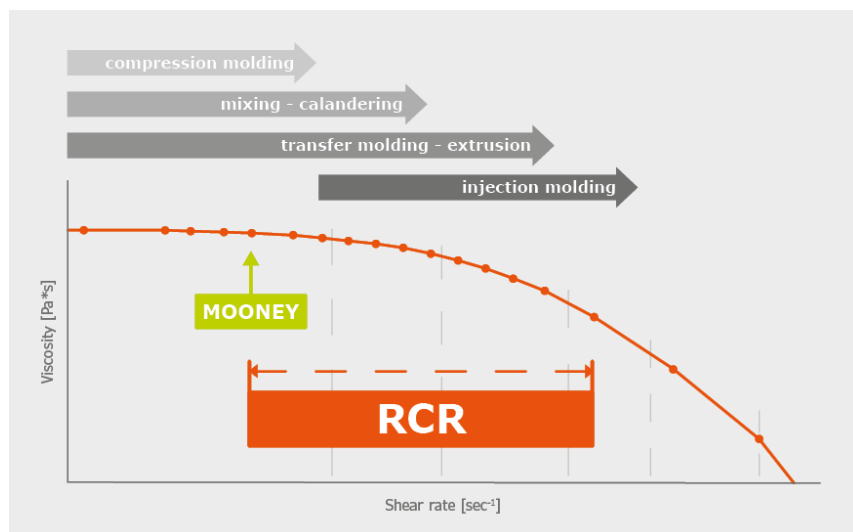 compression molding
mixing - calandering
transfer molding - extrusion
injection molding
MOONEY
RCR
Viscosity [Pa*s]
Shear rate [sec⁻¹]